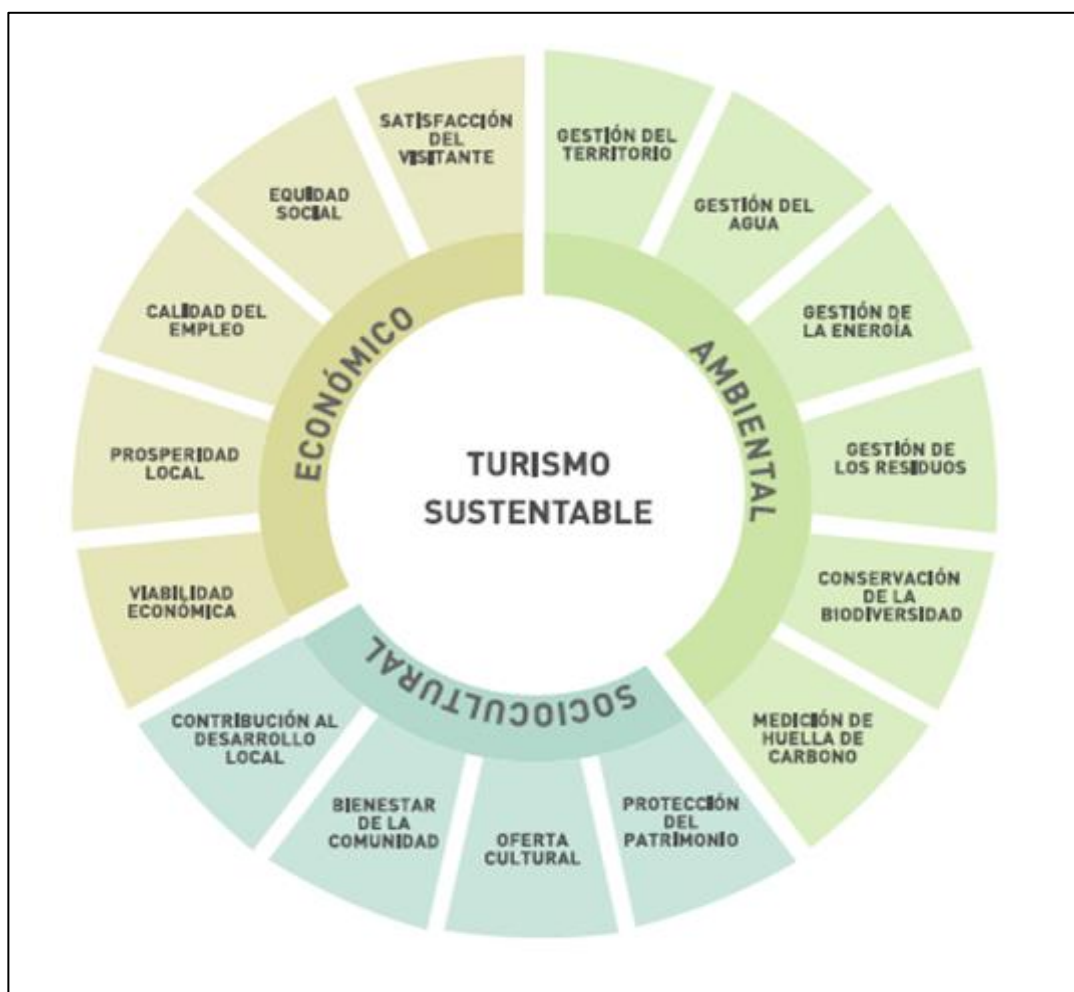 TURISMO
SUSTENTABLE
AMBIENTAL
GESTIÓN DEL
TERRITORIO
GESTIÓN DEL
AGUA
GESTIÓN DE
LA ENERGÍA
GESTIÓN DE
LOS RESIDUOS
CONSERVACIÓN
DE LA
BIODIVERSIDAD
MEDICIÓN DE
HUELLA DE
CARBONO
SOCIOCULTURAL
PROTECCIÓN
DEL
PATRIMONIO
OFERTA
CULTURAL
BIENESTAR
DE LA
COMUNIDAD
CONTRIBUCIÓN AL
DESARROLLO
LOCAL
ECONÓMICO
VIABILIDAD
ECONÓMICA
PROSPERIDAD
LOCAL
CALIDAD DEL
EMPLEO
EQUIDAD
SOCIAL
SATISFACCIÓN
DEL
VISITANTE